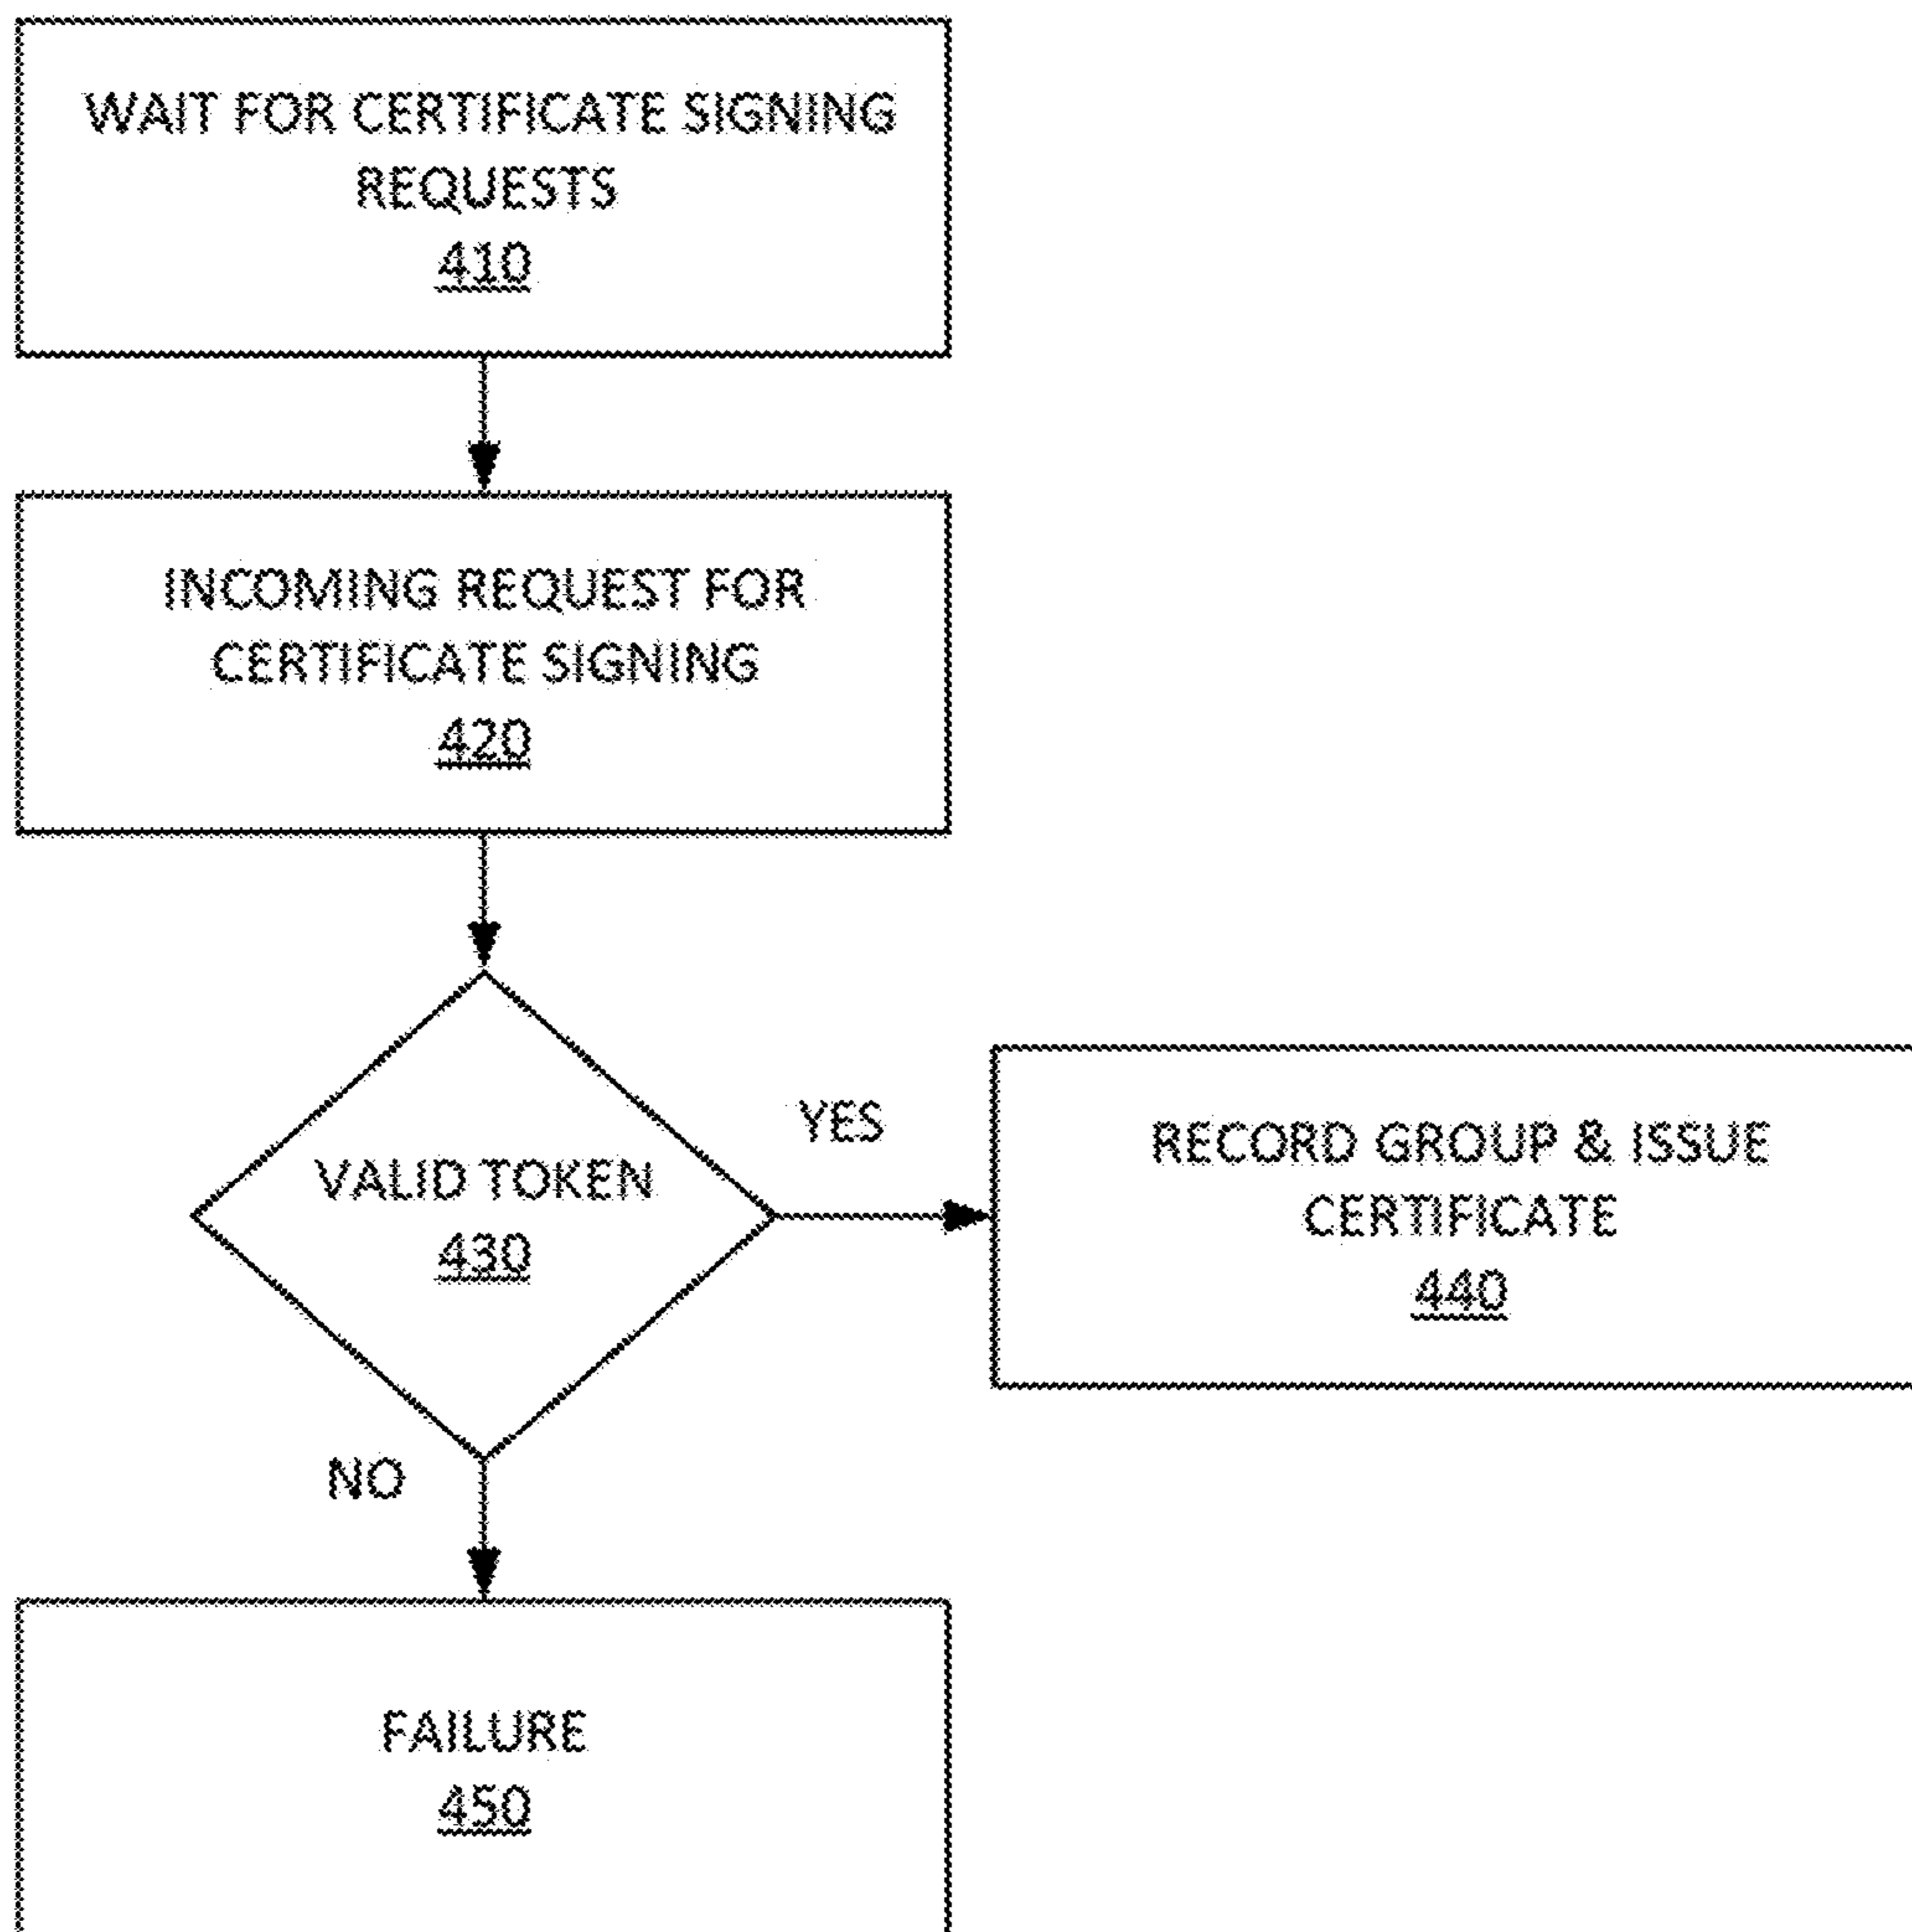 WAIT FOR CERTIFICATE SIGNING
REQUESTS
410
INCOMING REQUEST FOR
CERTIFICATE SIGNING
420
VALID TOKEN
430
YES
RECORD GROUP & ISSUE
CERTIFICATE
440
NO
FAILURE
450